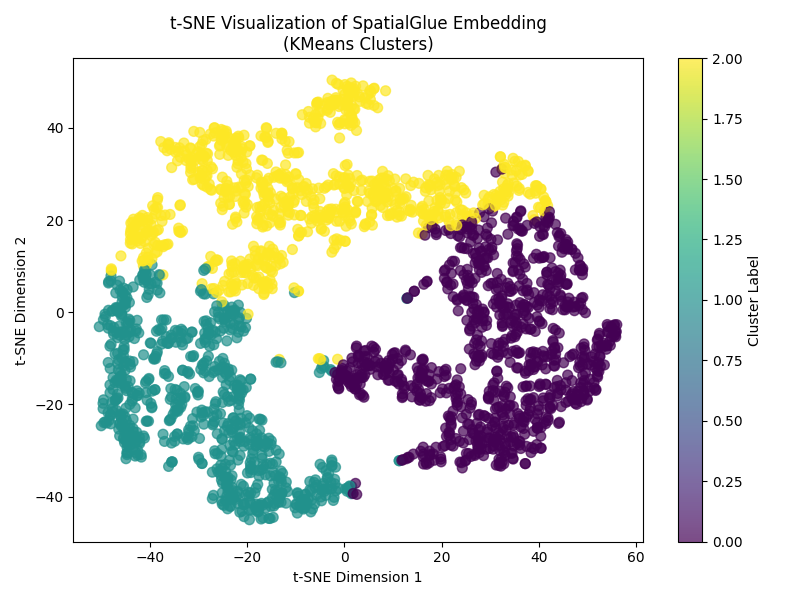 t-SNE Visualization of SpatialGlue Embedding
(KMeans Clusters)
t-SNE Dimension 2
40
20
0
−20
−40
−40 −20 0 20 40 60
t-SNE Dimension 1
2.00
1.75
1.50
1.25
1.00
0.75
0.50
0.25
0.00
Cluster Label